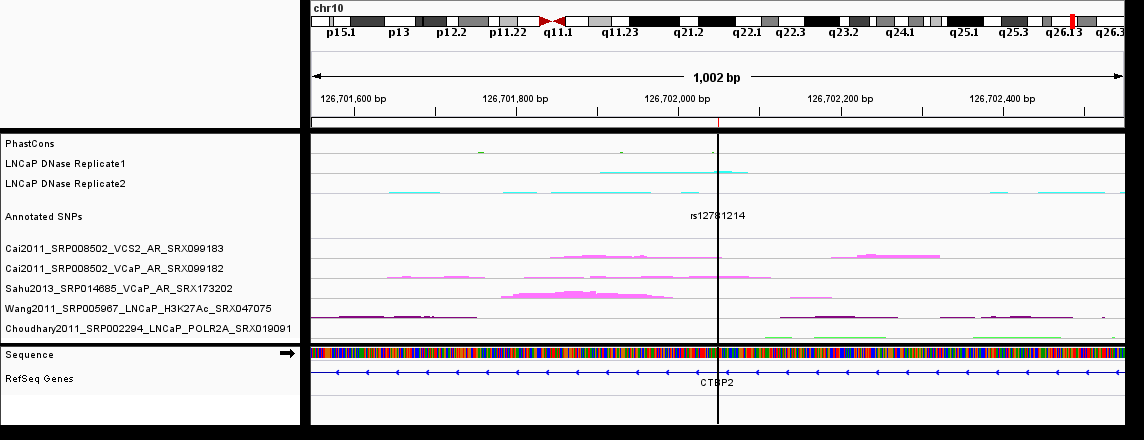 chr10
p15.1 p13 p12.2 p11.22 q11.1 q11.23 q21.2 q22.1 q22.3 q23.2 q24.1 q25.1 q25.3 q26.13 q26.3
1,002 bp
126,701,600 bp 126,701,800 bp 126,702,000 bp 126,702,200 bp 126,702,400 bp
PhastCons
LNCaP DNase Replicate1
LNCaP DNase Replicate2
Annotated SNPs
rs12781214
Cai2011_SRP008502_VCS2_AR_SRX099183
Cai2011_SRP008502_VCaP_AR_SRX099182
Sahu2013_SRP014685_VCaP_AR_SRX173202
Wang2011_SRP005967_LNCaP_H3K27Ac_SRX047075
Choudhary2011_SRP002294_LNCaP_POLR2A_SRX019091
Sequence
RefSeq Genes
CTBP2